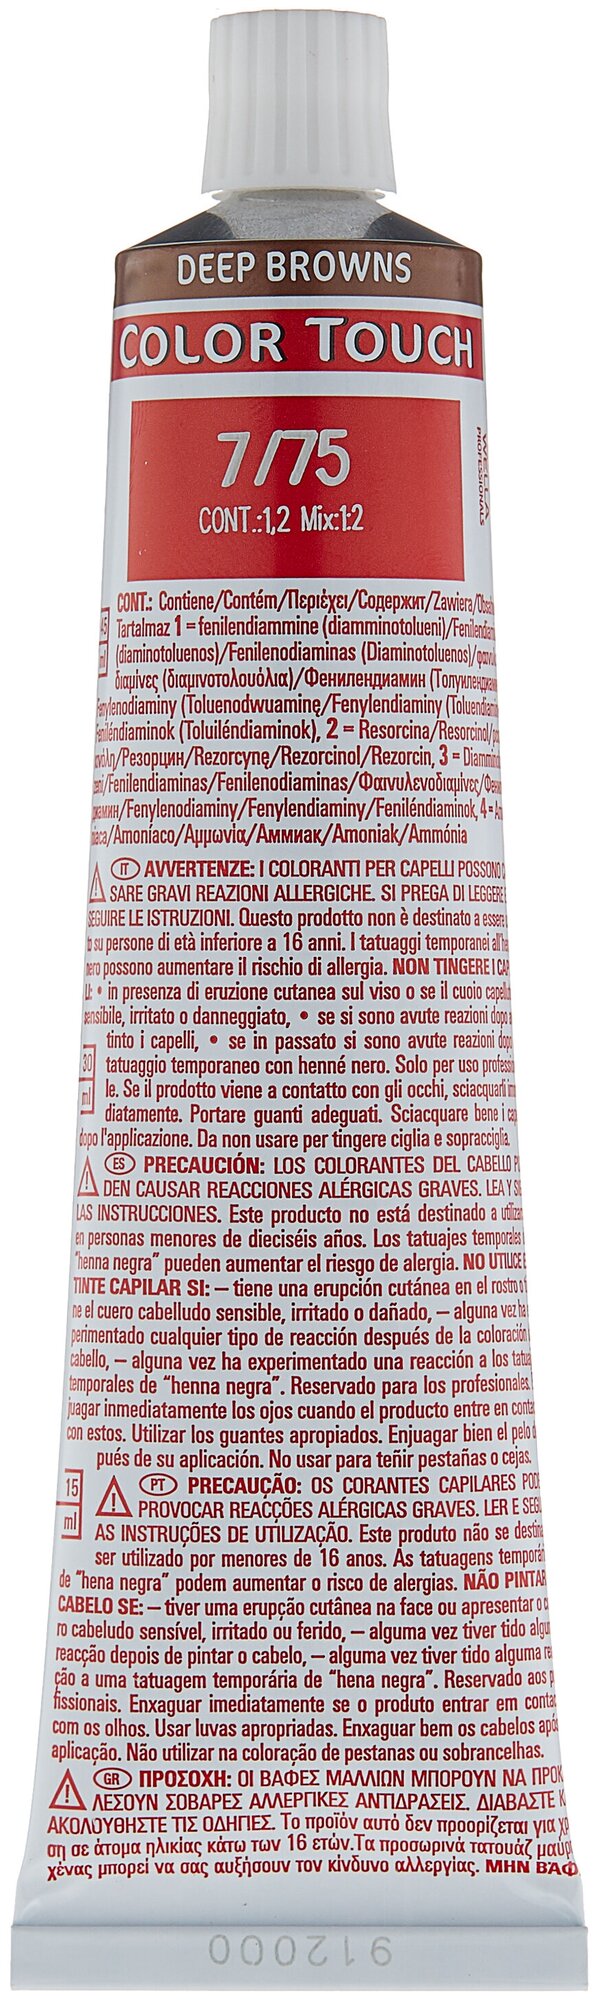 DEEP BROWNS
COLOR TOUCH
7/75
CONT.:1,2 Mix:1:2
WELLA
PROFESSIONALS
45
ml
CONT.: Contiene/Contém/Περιέχει/Содержит/Zawiera/
Tartalmaz 1 = fenilendiammine (diamminotolueni)/
(diaminotoluenos)/Fenilenodiaminas (Diaminotoluenos)/
διαμίνες (διαμινοτολουόλια)/Фенилендиамин
(Toluenodwuaminę/Fenylendiaminy
(Toluiléndiaminok), 2 = Resorcina/Resorcinol/
Резорцин/Rezorcynę/Rezorcinol/Rezorcin, 3 =
Fenilendiaminas/Fenilenodiaminas/Φαινυλενοδιαμίνες/
Fenylenodiaminy/Fenylendiaminy/Feniléndiaminok, 4 =
Amoníaco/Αμμωνία/Аммиак/Amoniak/Ammónia
IT AVVERTENZE: I COLORANTI PER CAPELLI POSSONO
SARE GRAVI REAZIONI ALLERGICHE. SI PREGA DI LEGGERE E
SEGUIRE LE ISTRUZIONI. Questo prodotto non è destinato a essere
su persone di età inferiore a 16 anni. I tatuaggi temporanei
nero possono aumentare il rischio di allergia. NON TINGERE I
LI: • in presenza di eruzione cutanea sul viso o se il cuoio
sensibile, irritato o danneggiato, • se si sono avute reazioni
tinto i capelli, • se in passato si sono avute reazioni
30
ml
tatuaggio temporaneo con henné nero. Solo per uso
le. Se il prodotto viene a contatto con gli occhi, sciacquarli
diatamente. Portare guanti adeguati. Sciacquare bene i
dopo l'applicazione. Da non usare per tingere ciglia e sopracciglia.
ES PRECAUCIÓN: LOS COLORANTES DEL CABELLO
DEN CAUSAR REACCIONES ALÉRGICAS GRAVES. LEA Y
LAS INSTRUCCIONES. Este producto no está destinado a
en personas menores de dieciséis años. Los tatuajes temporales
"henna negra" pueden aumentar el riesgo de alergia. NO UTILICE
TINTE CAPILAR SI: – tiene una erupción cutánea en el rostro o
ne el cuero cabelludo sensible, irritado o dañado, – alguna vez ha
perimentado cualquier tipo de reacción después de la coloración
cabello, – alguna vez ha experimentado una reacción a los
temporales de "henna negra". Reservado para los profesionales.
juagar inmediatamente los ojos cuando el producto entre en
con estos. Utilizar los guantes apropiados. Enjuagar bien el pelo
pués de su aplicación. No usar para teñir pestañas o cejas.
15
ml
PT PRECAUÇÃO: OS CORANTES CAPILARES
PROVOCAR REACÇÕES ALÉRGICAS GRAVES. LER E
AS INSTRUÇÕES DE UTILIZAÇÃO. Este produto não se
ser utilizado por menores de 16 anos. As tatuagens
de "hena negra" podem aumentar o risco de alergias. NÃO PINTAR
CABELO SE: – tiver uma erupção cutânea na face ou apresentar o
ro cabeludo sensível, irritado ou ferido, – alguma vez tiver tido
reacção depois de pintar o cabelo, – alguma vez tiver tido alguma
ção a uma tatuagem temporária de "hena negra". Reservado aos
fissionais. Enxaguar imediatamente se o produto entrar em
com os olhos. Usar luvas apropriadas. Enxaguar bem os cabelos após
aplicação. Não utilizar na coloração de pestanas ou sobrancelhas.
GR ΠΡΟΣΟΧΗ: ΟΙ ΒΑΦΕΣ ΜΑΛΛΙΩΝ ΜΠΟΡΟΥΝ ΝΑ
ΛΕΣΟΥΝ ΣΟΒΑΡΕΣ ΑΛΛΕΡΓΙΚΕΣ ΑΝΤΙΔΡΑΣΕΙΣ. ΔΙΑΒΑΣΤΕ
ΑΚΟΛΟΥΘΗΣΤΕ ΤΙΣ ΟΔΗΓΙΕΣ. Το προϊόν αυτό δεν προορίζεται για
ση σε άτομα ηλικίας κάτω των 16 ετών.Τα προσωρινά τατουάζ
χένας μπορεί να σας αυξήσουν τον κίνδυνο αλλεργίας. ΜΗΝ
912000